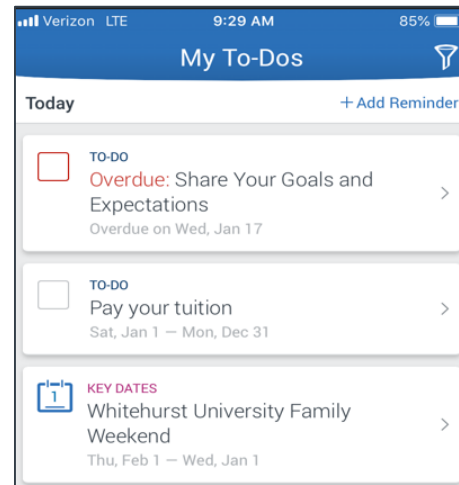 Verizon LTE 9:29 AM 85%
My To-Dos
Today + Add Reminder
TO-DO
Overdue: Share Your Goals and
Expectations
Overdue on Wed, Jan 17
TO-DO
Pay your tuition
Sat, Jan 1 — Mon, Dec 31
1
KEY DATES
Whitehurst University Family
Weekend
Thu, Feb 1 — Wed, Jan 1